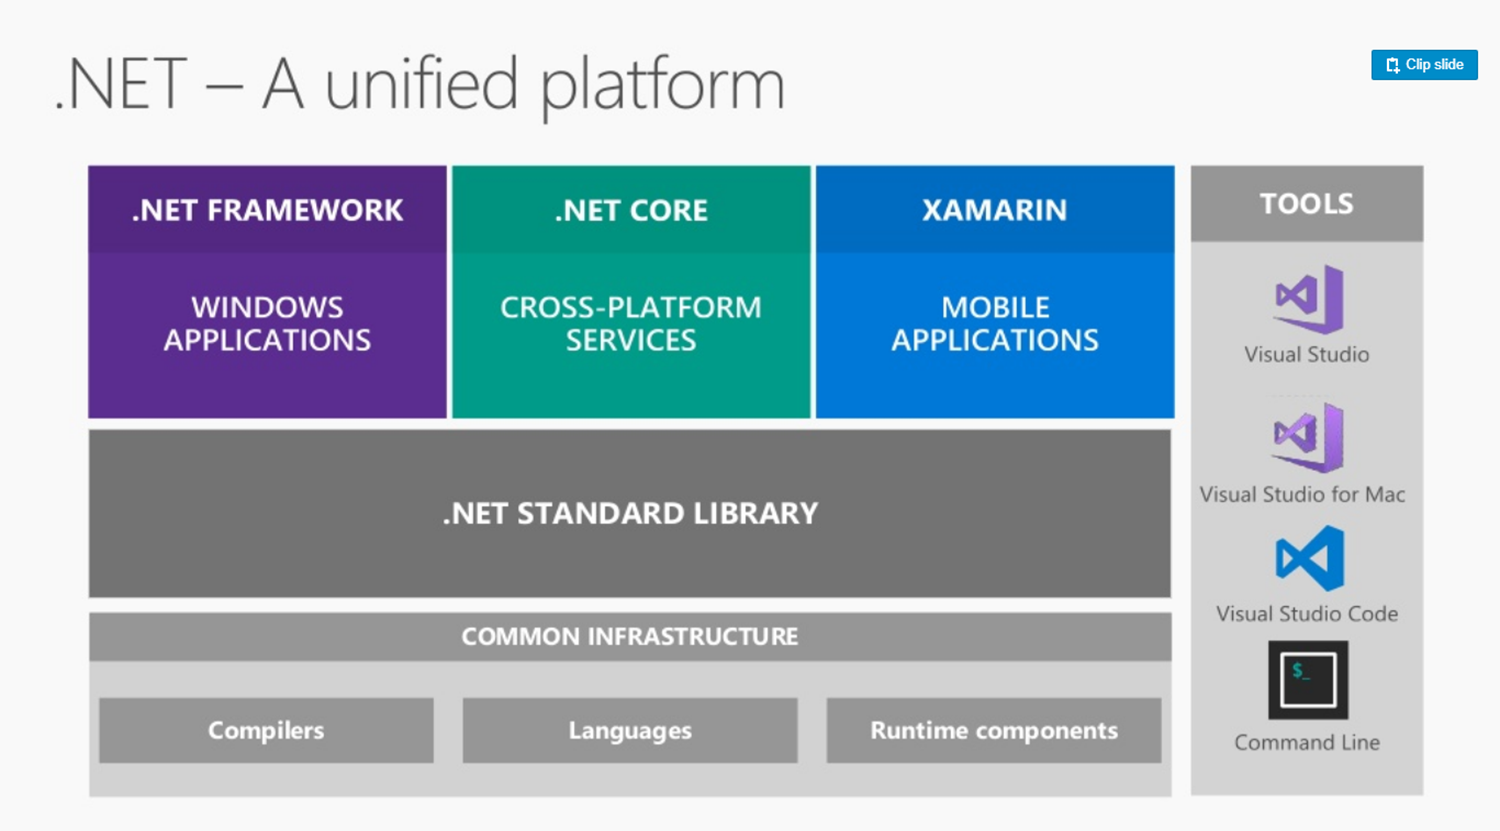 .NET – A unified platform
Clip slide
.NET FRAMEWORK
WINDOWS
APPLICATIONS
.NET CORE
CROSS-PLATFORM
SERVICES
XAMARIN
MOBILE
APPLICATIONS
.NET STANDARD LIBRARY
COMMON INFRASTRUCTURE
Compilers
Languages
Runtime components
TOOLS
Visual Studio
Visual Studio for Mac
Visual Studio Code
$_
Command Line